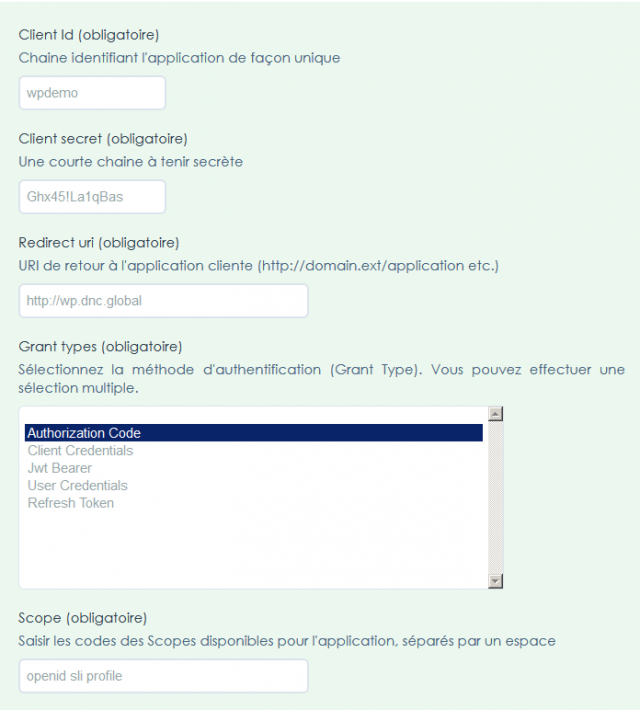 Client Id (obligatoire)
Chaine identifiant l'application de façon unique
wpdemo
Client secret (obligatoire)
Une courte chaine à tenir secrète
Ghx45!La1qBas
Redirect uri (obligatoire)
URI de retour à l'application cliente (http://domain.ext/application etc.)
http://wp.dnc.global
Grant types (obligatoire)
Sélectionnez la méthode d'authentification (Grant Type). Vous pouvez effectuer une
sélection multiple.
Authorization Code
Client Credentials
Jwt Bearer
User Credentials
Refresh Token
Scope (obligatoire)
Saisir les codes des Scopes disponibles pour l'application, séparés par un espace
openid sli profile